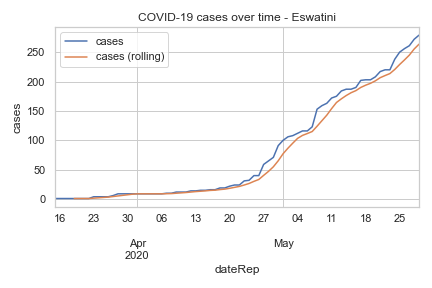 COVID-19 cases over time - Eswatini
cases
cases (rolling)
cases
250
200
150
100
50
0
16 23 30 06 13 20 27 04 11 18 25
Apr May
2020
dateRep